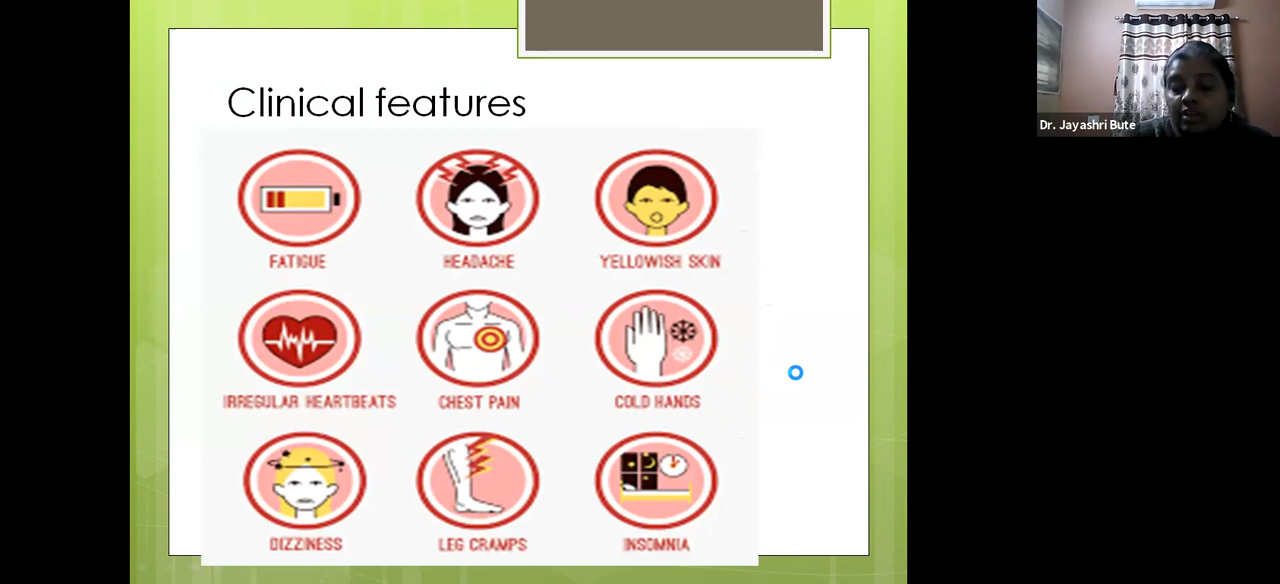 Clinical features
Dr. Jayashri Bute
FATIGUE
HEADACHE
YELLOWISH SKIN
IRREGULAR HEARTBEATS
CHEST PAIN
COLD HANDS
DIZZINESS
LEG CRAMPS
INSOMNIA